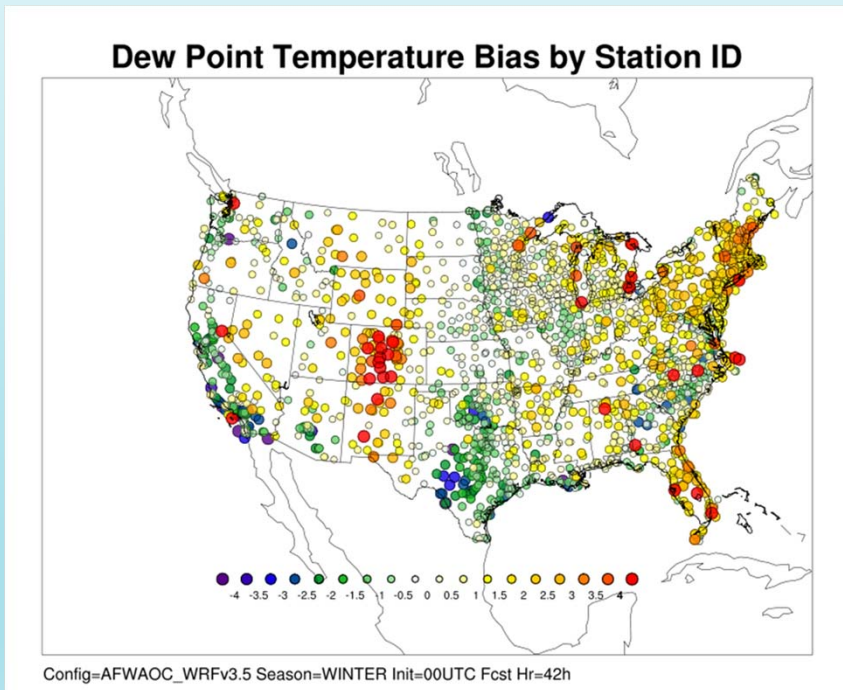 Dew Point Temperature Bias by Station ID
-4 -3.5 -3 -2.5 -2 -1.5 -1 -0.5 0 0.5 1 1.5 2 2.5 3 3.5 4
Config=AFWAOC_WRFv3.5 Season=WINTER Init=00UTC Fcst Hr=42h